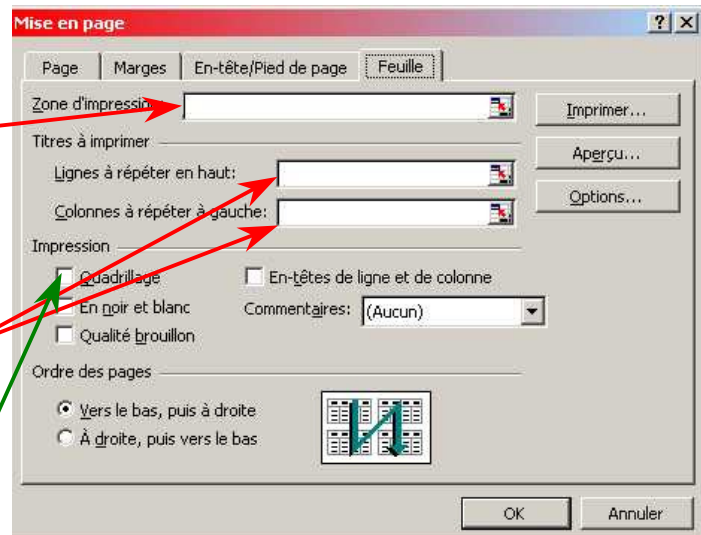 Mise en page
Page Marges En-tête/Pied de page Feuille
Zone d'impression:
Imprimer...
Titres à imprimer
Aperçu...
Lignes à répéter en haut:
Options...
Colonnes à répéter à gauche:
Impression
Quadrillage En-têtes de ligne et de colonne
En noir et blanc Commentaires: (Aucun)
Qualité brouillon
Ordre des pages
Vers le bas, puis à droite
À droite, puis vers le bas
OK Annuler